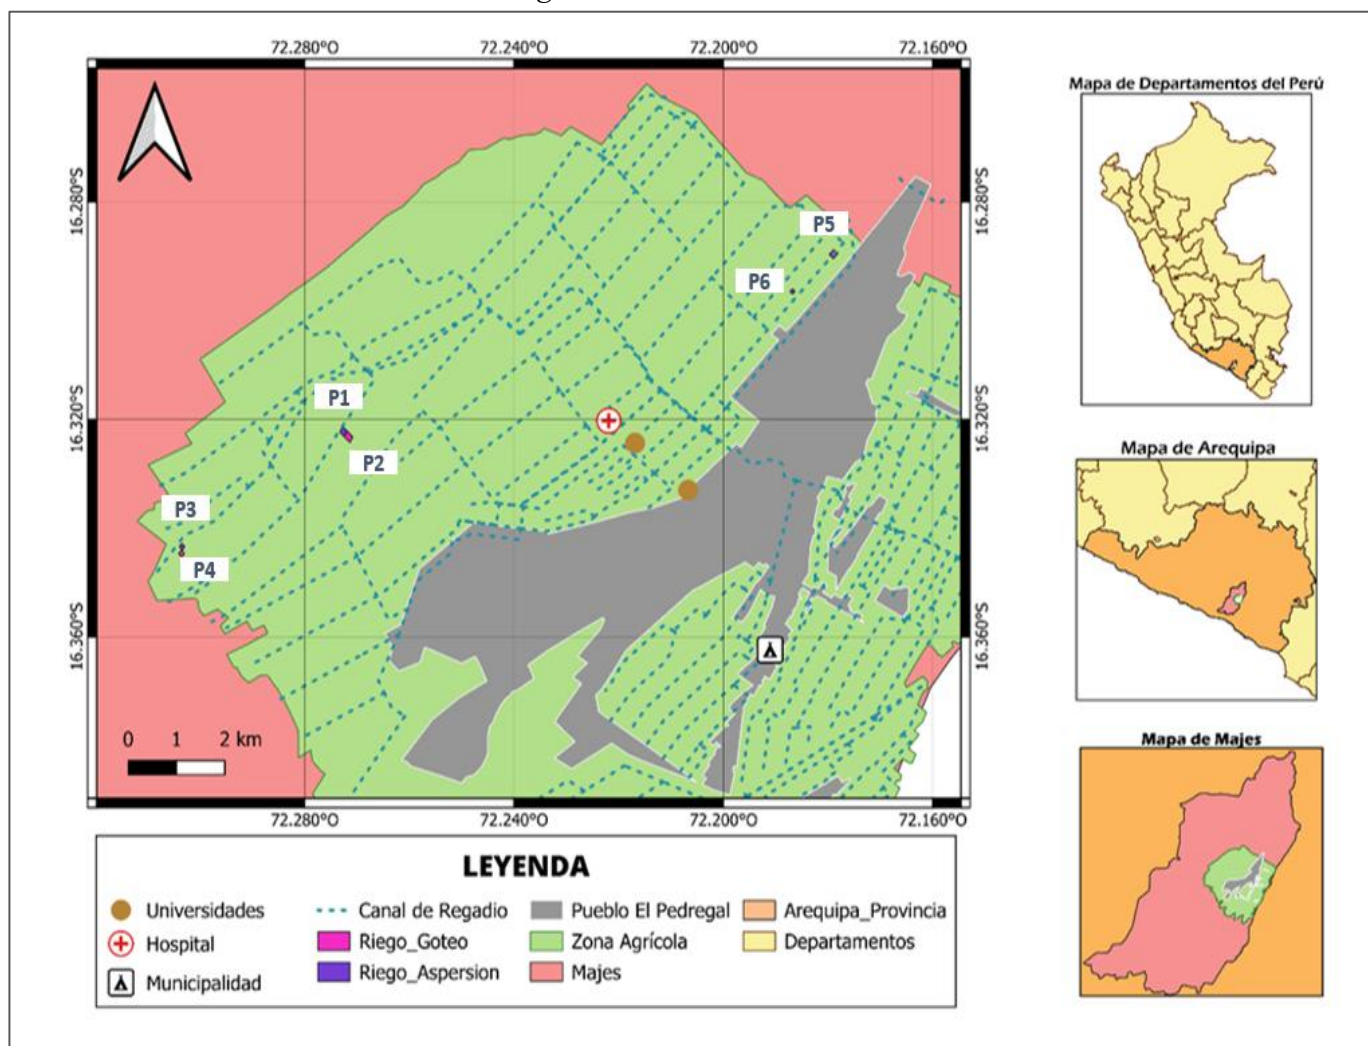 72.280°O 72.240°O 72.200°O 72.160°O
Mapa de Departamentos del Perú
16.280°S 16.280°S
P5
P6
P1
16.320°S 16.320°S
P2
Mapa de Arequipa
P3
P4
16.360°S 16.360°S
0 1 2 km
Mapa de Majes
72.280°O 72.240°O 72.200°O 72.160°O
LEYENDA
Universidades Canal de Regadio Pueblo El Pedregal Arequipa_Provincia
Hospital Riego_Goteo Zona Agrícola Departamentos
Municipalidad Riego_Aspersion Majes